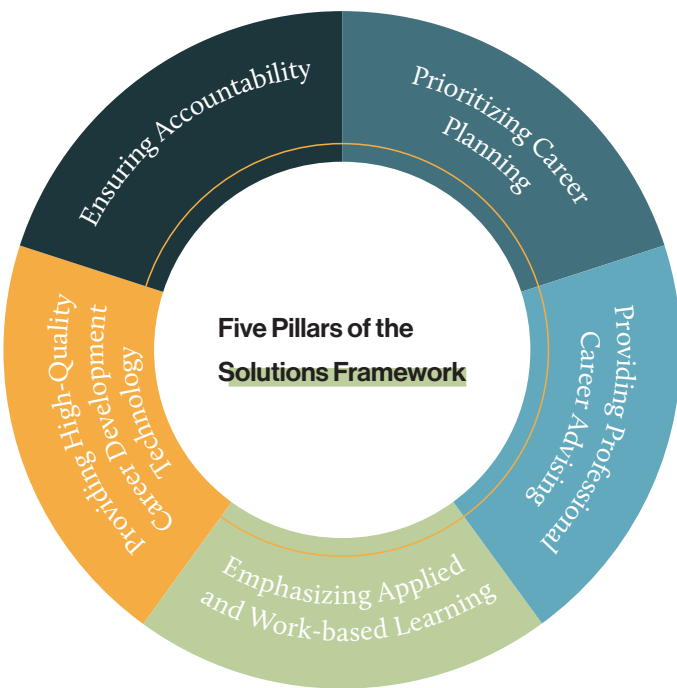 Five Pillars of the
Solutions Framework
Prioritizing Career
Planning
Providing Professional
Career Advising
Emphasizing Applied
and Work-based Learning
Providing High-Quality
Career Development
Technology
Ensuring Accountability